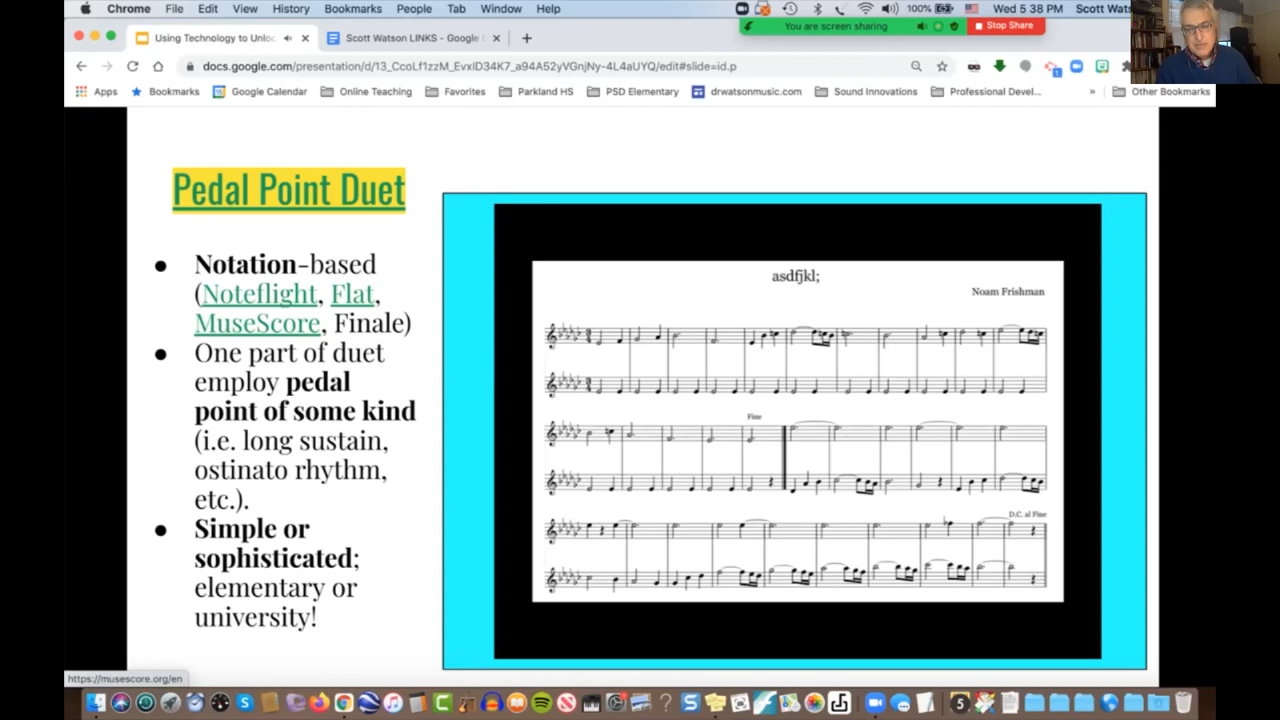 Chrome File Edit View History Bookmarks People Tab Window Help 100% Wed 5 38 PM Scott Wats
You are screen sharing Stop Share
Using Technology to Unloc Scott Watson LINKS - Google
docs.google.com/presentation/d/13_CcoLf1zzM_EvxID34K7_a94A52yVGnjNy-4L4aUYQ/edit#slide=id.p
Apps Bookmarks Google Calendar Online Teaching Favorites Parkland HS PSD Elementary drwatsonmusic.com Sound Innovations Professional Devel... » Other Bookmarks
Pedal Point Duet
● Notation-based
(Noteflight, Flat,
MuseScore, Finale)
● One part of duet
employ pedal
point of some kind
(i.e. long sustain,
ostinato rhythm,
etc.).
● Simple or
sophisticated;
elementary or
university!
asdfjkl;
Noam Frishman
Fine
D.C. al Fine
https://musescore.org/en